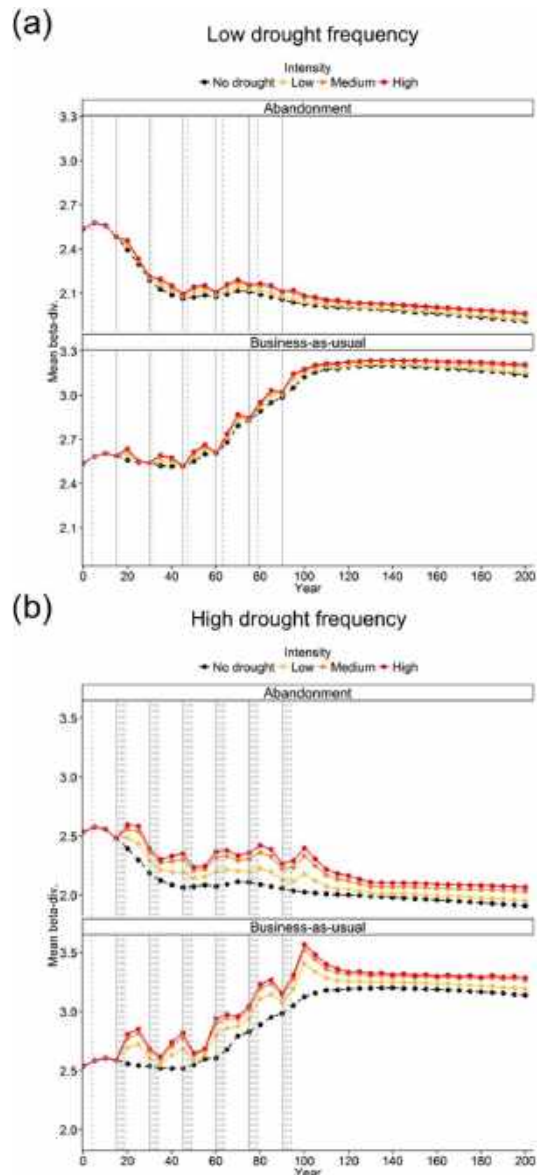 (a)
Low drought frequency
Intensity
No drought Low Medium High
Abandonment
3.3
3.0
2.7
2.4
2.1
Business-as-usual
3.3
3.0
2.7
2.4
2.1
Mean beta-div.
0 20 40 60 80 100 120 140 160 180 200
Year
(b)
High drought frequency
Intensity
No drought Low Medium High
Abandonment
3.5
3.0
2.5
2.0
Business-as-usual
3.5
3.0
2.5
2.0
Mean beta-div.
0 20 40 60 80 100 120 140 160 180 200
Year